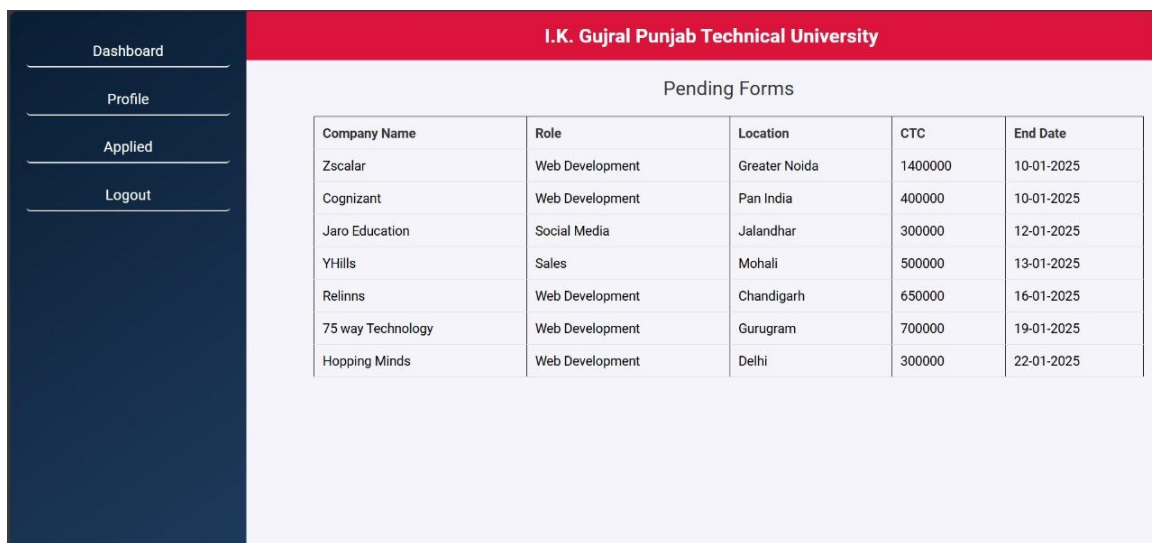 Dashboard
Profile
Applied
Logout
I.K. Gujral Punjab Technical University
Pending Forms
Company Name Role Location CTC End Date
Zscalar Web Development Greater Noida 1400000 10-01-2025
Cognizant Web Development Pan India 400000 10-01-2025
Jaro Education Social Media Jalandhar 300000 12-01-2025
YHills Sales Mohali 500000 13-01-2025
Relinns Web Development Chandigarh 650000 16-01-2025
75 way Technology Web Development Gurugram 700000 19-01-2025
Hopping Minds Web Development Delhi 300000 22-01-2025